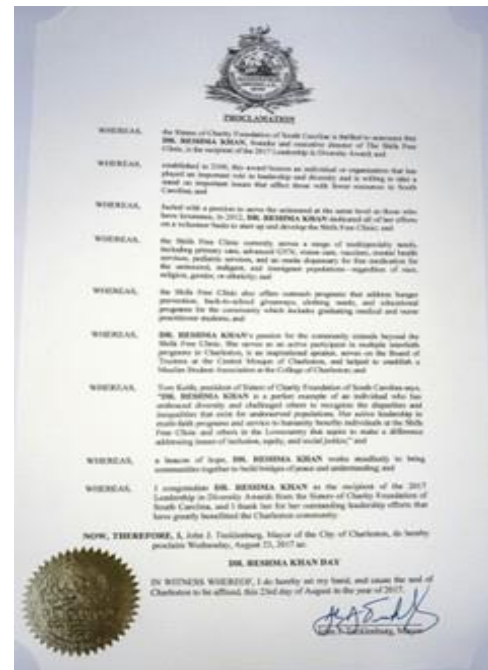 PROCLAMATION
WHEREAS, the Sisters of Charity Foundation of South Carolina is thrilled to announce that
DR. RESHMA KHAN, founder and executive director of The Shifa Free
Clinic, is the recipient of the 2017 Leadership in Diversity Award; and
WHEREAS, established in this award honors an individual or organization that has
played an important role in leadership and diversity and is willing to take a
stand on important issues that affect those with fewer resources in South
Carolina; and
WHEREAS, fueled with a passion to serve the uninsured at the same level as those who
have insurance, in 2012, DR. RESHMA KHAN dedicated all of her efforts
on a volunteer basis to start up and develop the Shifa Free Clinic; and
WHEREAS, the Shifa Free Clinic currently serves a range of multispecialty needs,
including primary care, advanced GYN, vision care, vaccines, mental health
services, pediatric services, and an onsite dispensary for free medication for
the uninsured, indigent, and immigrant populations regardless of race,
religion, gender, or ethnicity; and
WHEREAS, the Shifa Free Clinic also offers outreach programs that address hunger
prevention, back-to-school giveaways, clothing needs, and educational
programs for the community which includes graduating medical and nurse
practitioner students; and
WHEREAS, DR. RESHMA KHAN's passion for the community extends beyond the
Shifa Free Clinic. She serves as an active participant in multiple interfaith
programs in Charleston, is an inspirational speaker, serves on the Board of
Trustees at the Central Mosque of Charleston, and helped to establish a
Muslim Student Association at the College of Charleston; and
WHEREAS, Tom Keith, president of Sisters of Charity Foundation of South Carolina says,
"DR. RESHMA KHAN is a perfect example of an individual who has
embraced diversity and challenged others to recognize the disparities and
inequalities that exist for underserved populations. Her active leadership in
multi-faith programs and service to humanity benefits individuals at the Shifa
Free Clinic and others in the Lowcountry that aspire to make a difference
addressing issues of inclusion, equity, and social justice;" and
WHEREAS, a beacon of hope, DR. RESHMA KHAN works steadfastly to bring
communities together to build bridges of peace and understanding; and
WHEREAS, I congratulate DR. RESHMA KHAN as the recipient of the 2017
Leadership in Diversity Awards from the Sisters of Charity Foundation of
South Carolina, and I thank her for her outstanding leadership efforts that
have greatly benefitted the Charleston community.
NOW, THEREFORE, I, John J. Tecklenburg, Mayor of the City of Charleston, do hereby
proclaim Wednesday, August 23, 2017 as:
DR. RESHMA KHAN DAY
IN WITNESS WHEREOF, I do hereby set my hand, and cause the seal of
Charleston to be affixed, this 23rd day of August in the year of 2017.
John J. Tecklenburg, Mayor